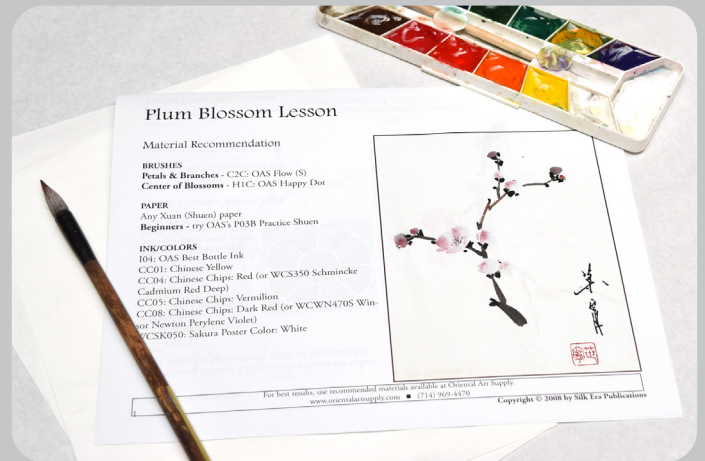 Plum Blossom Lesson
Material Recommendation
BRUSHES
Petals & Branches - C2C: OAS Flow (S)
Center of Blossoms - H1C: OAS Happy Dot
PAPER
Any Xuan (Shuen) paper
Beginners - try OAS's P03B Practice Shuen
INK/COLORS
I04: OAS Best Bottle Ink
CC01: Chinese Yellow
CC04: Chinese Chips: Red (or WCS350 Schmincke
Cadmium Red Deep)
CC05: Chinese Chips: Vermilion
CC08: Chinese Chips: Dark Red (or WCWN470S Win-
sor Newton Perylene Violet)
WCSK050: Sakura Poster Color: White
For best results, use recommended materials available at Oriental Art Supply.
www.orientalartsupply.com ● (714) 969-4470
Copyright © 2008 by Silk Era Publications
1